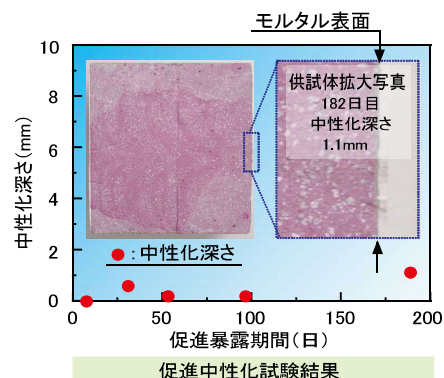 モルタル表面
供試体拡大写真
182日目
中性化深さ
1.1mm
中性化深さ(mm)
10
8
6
4
2
0
●:中性化深さ
0 50 100 150 200
促進暴露期間(日)
促進中性化試験結果